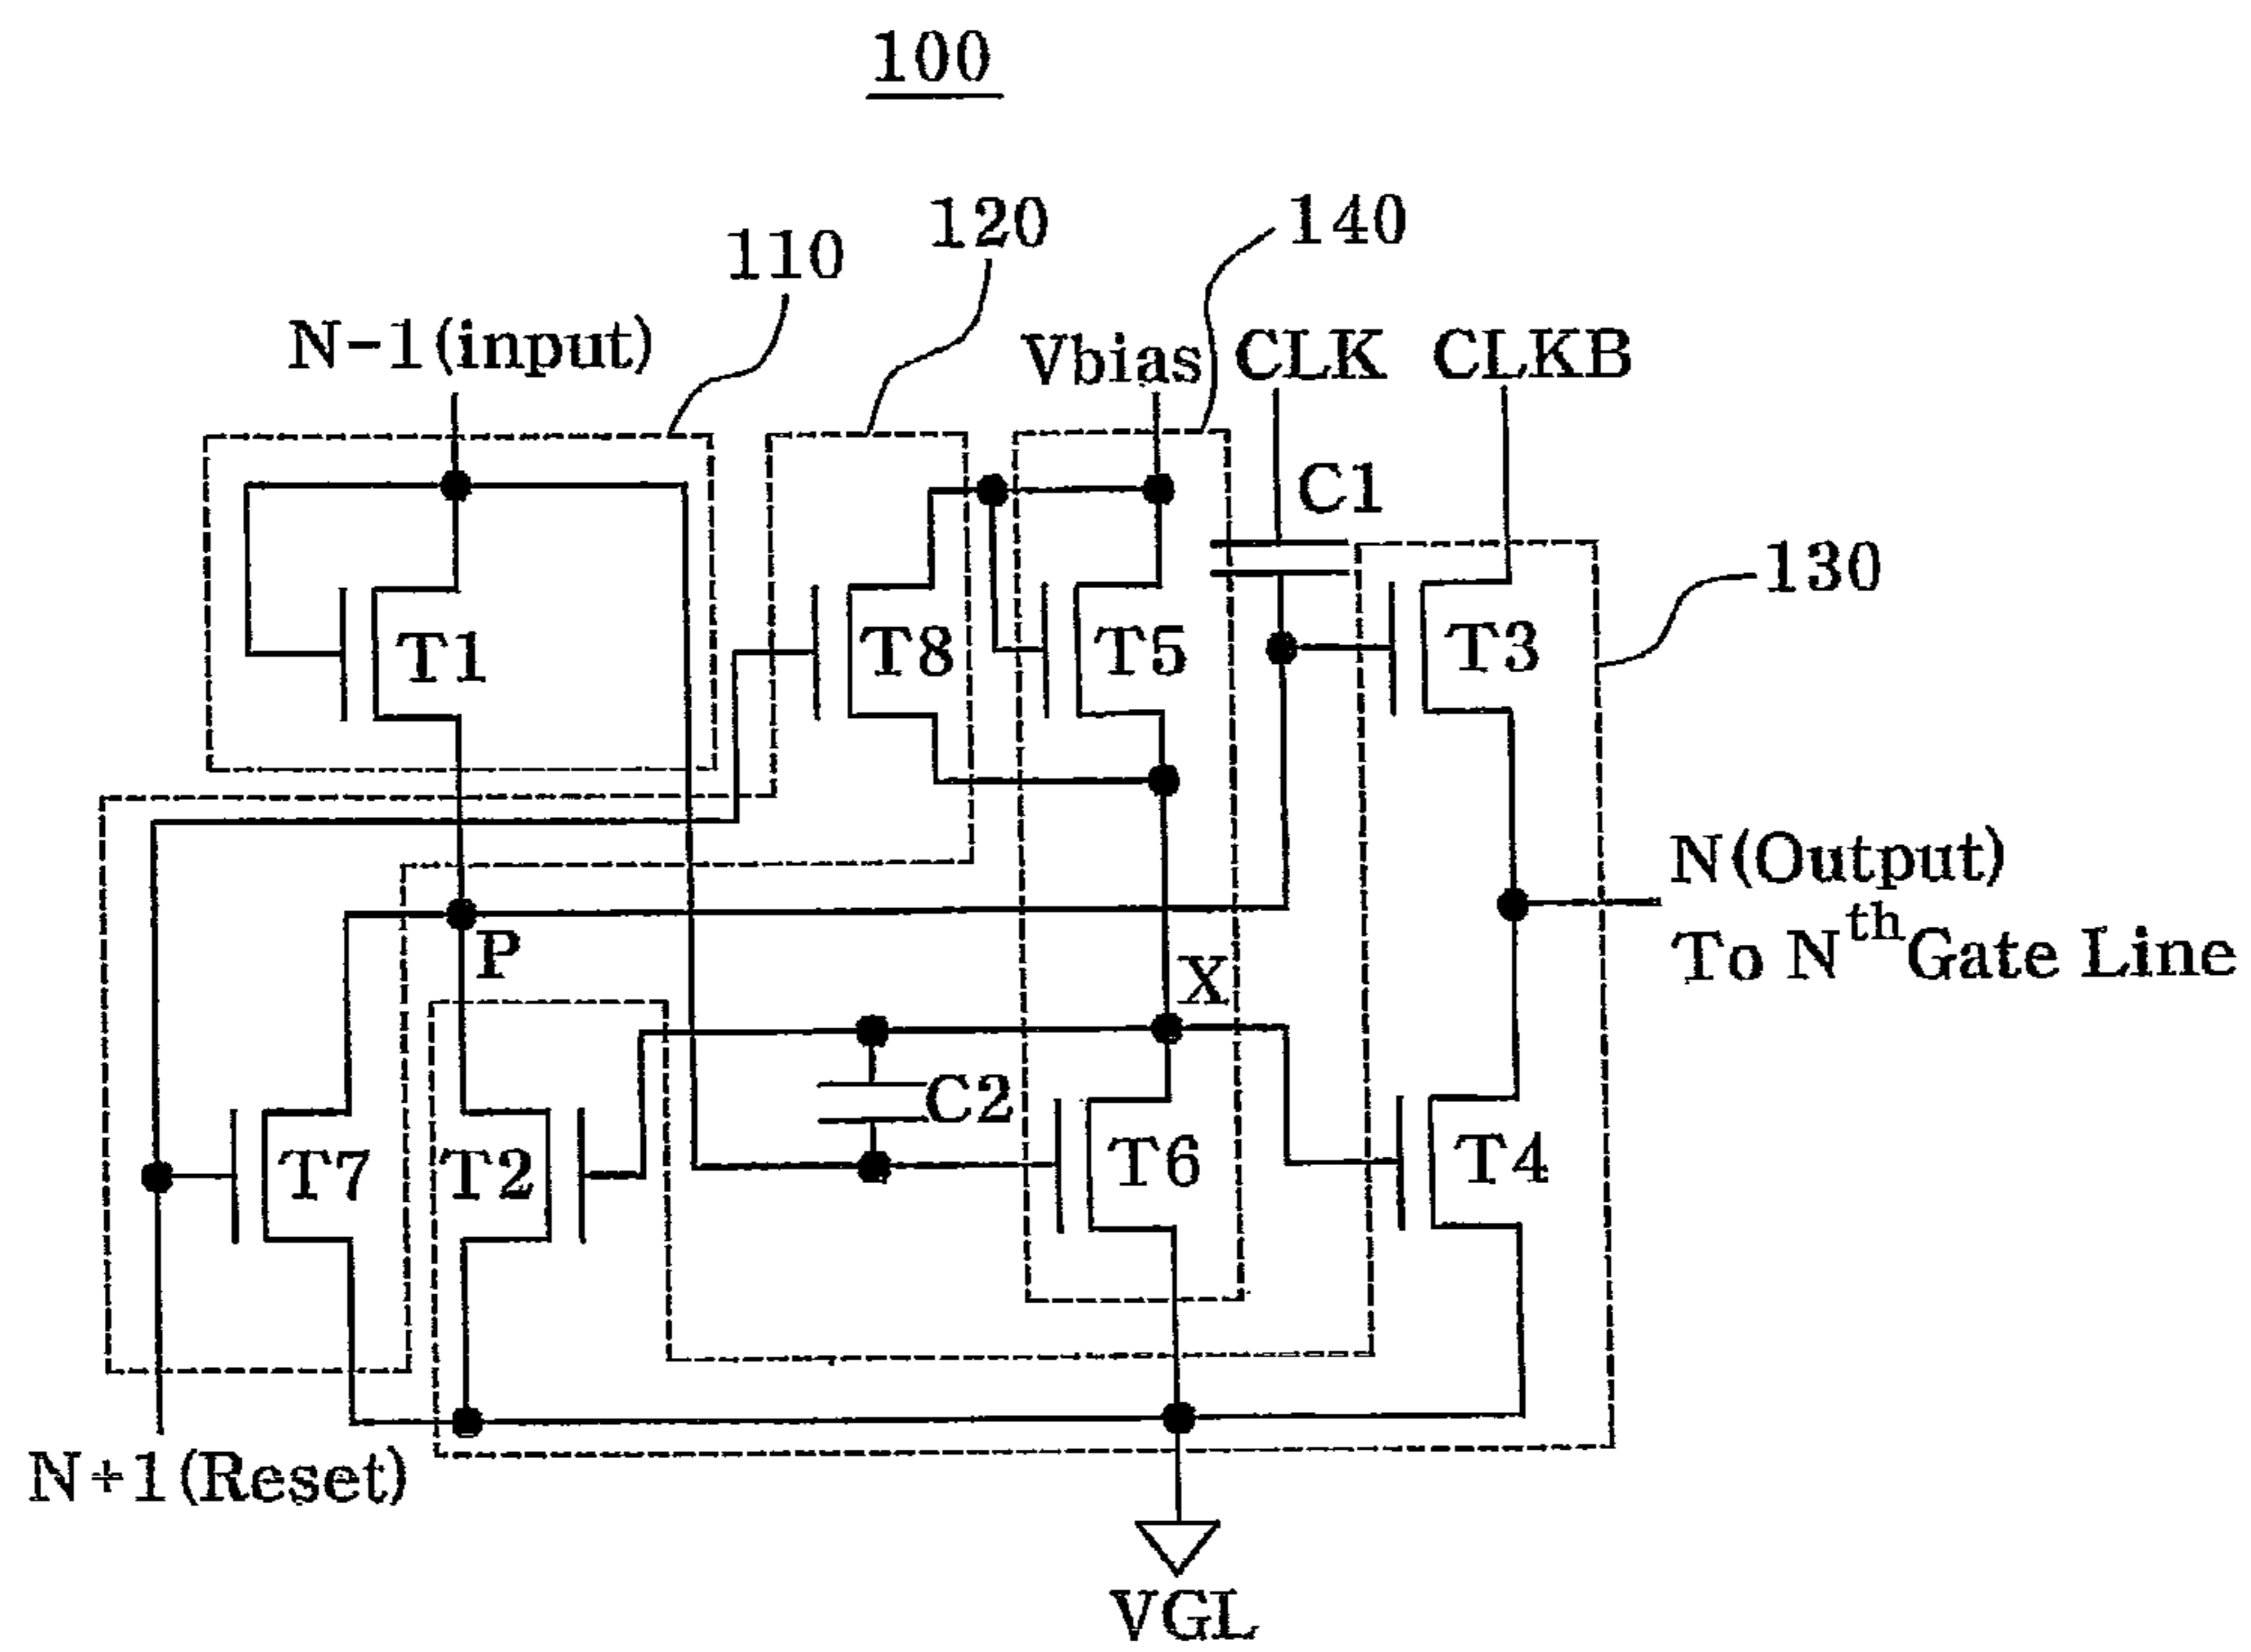 100
110
120
140
N-1(input)
Vbias
CLK
CLKB
C1
130
T1
T8
T5
T3
N(Output)
To Nth Gate Line
P
X
C2
T7
T2
T6
T4
N+1(Reset)
VGL